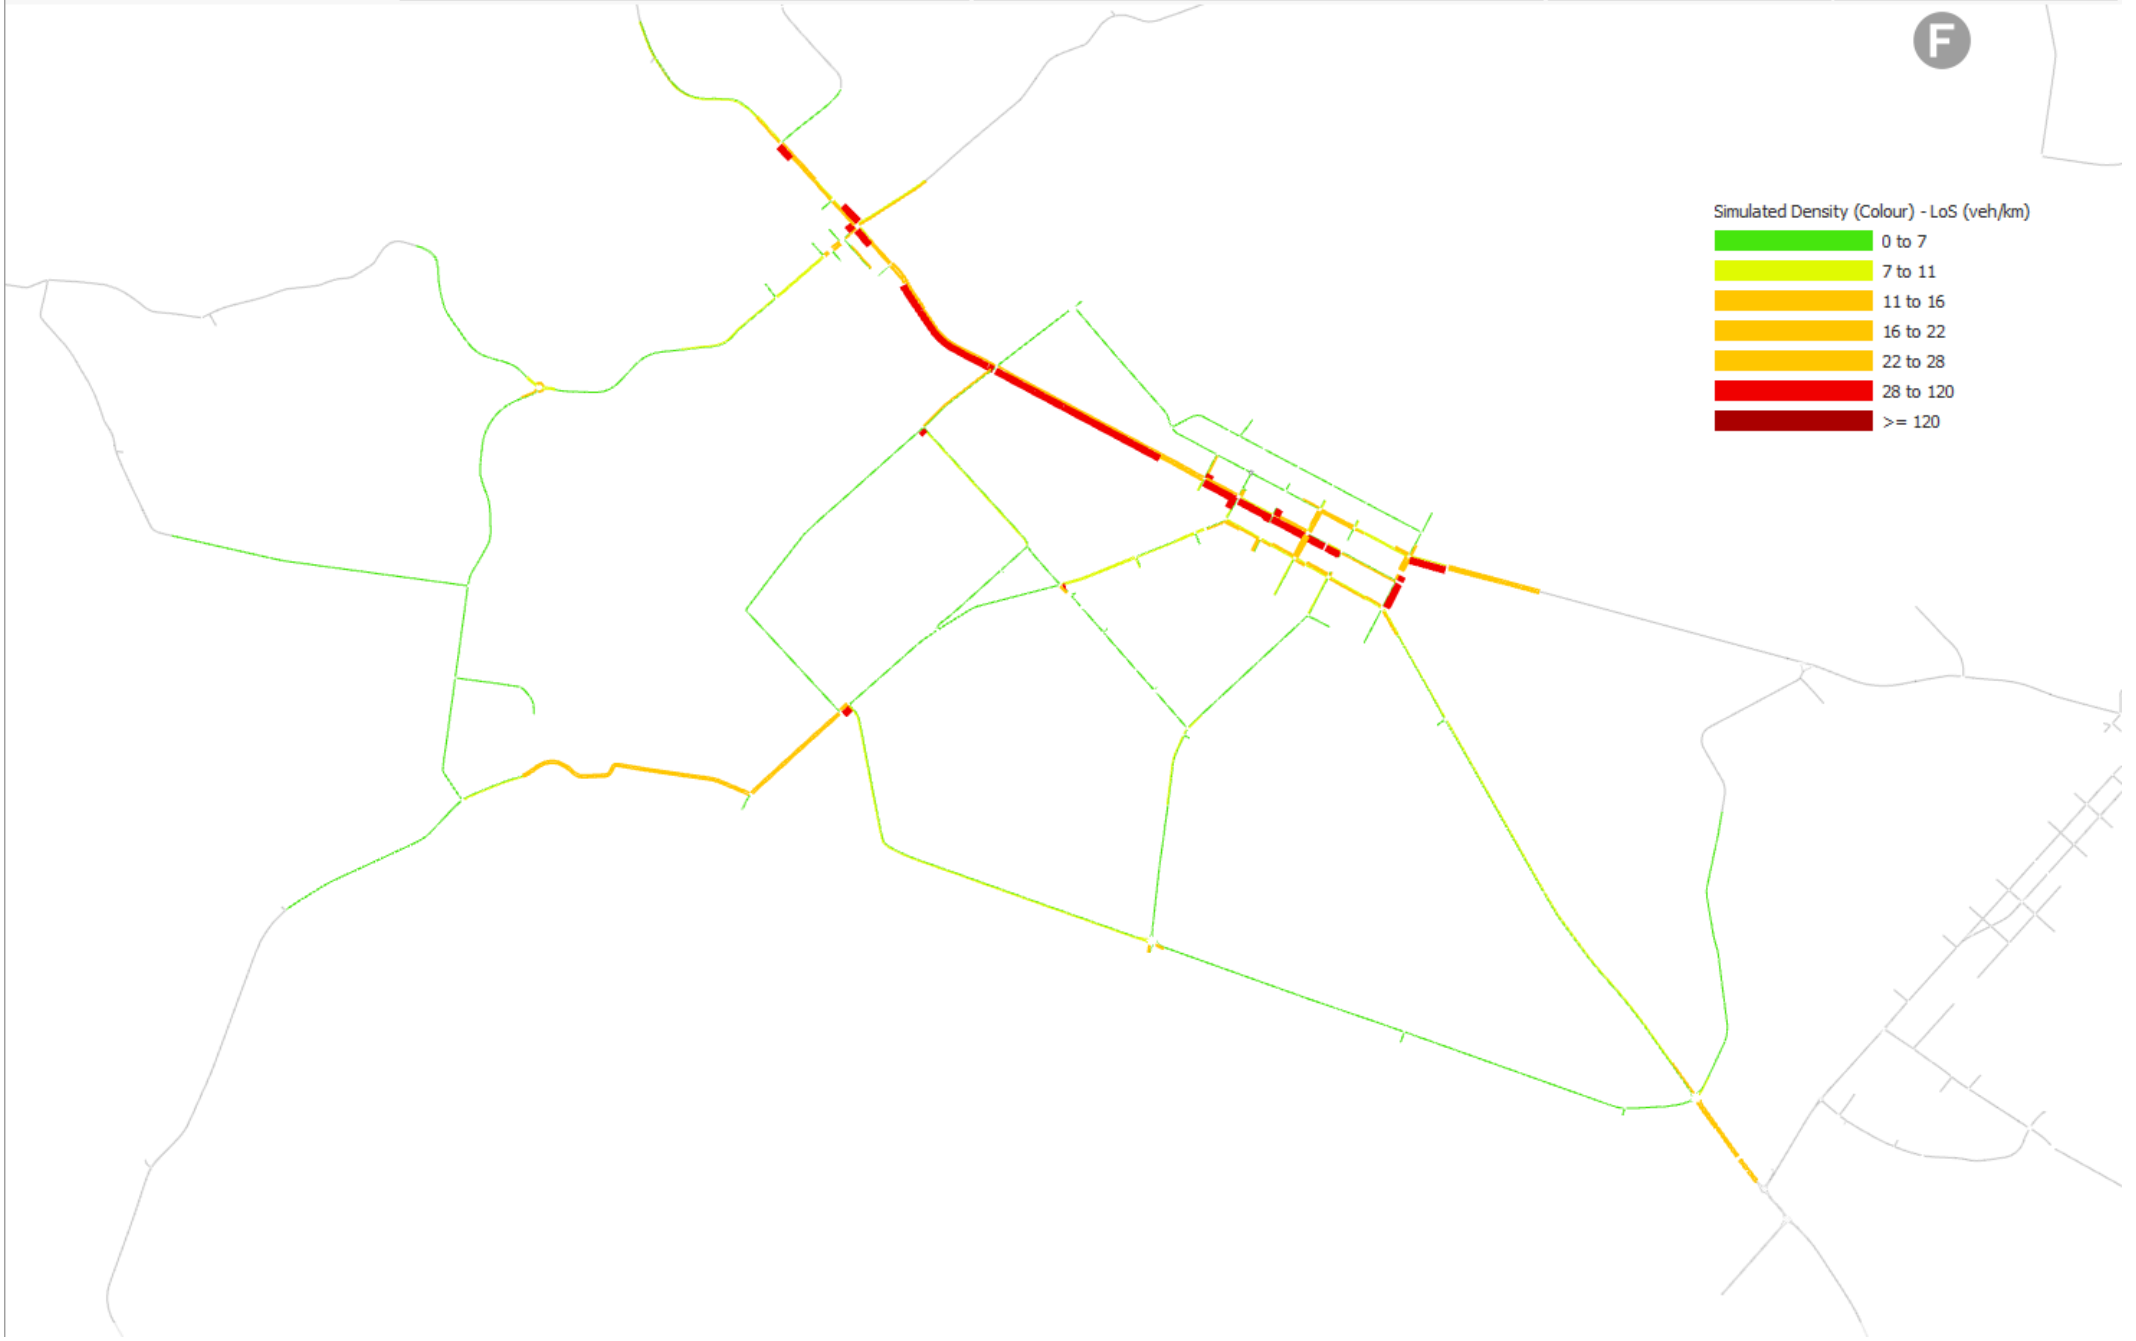 F
Simulated Density (Colour) - LoS (veh/km)
0 to 7
7 to 11
11 to 16
16 to 22
22 to 28
28 to 120
>= 120